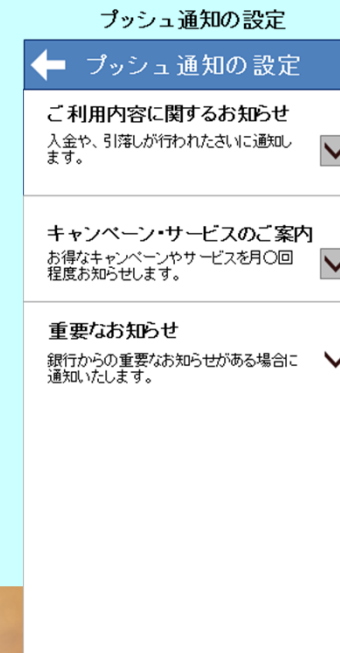 プッシュ通知の設定
プッシュ通知の設定
ご利用内容に関するお知らせ
入金や、引落しが行われたさいに通知し
ます。
キャンペーン・サービスのご案内
お得なキャンペーンやサービスを月〇回
程度お知らせします。
重要なお知らせ
銀行からの重要なお知らせがある場合に
通知いたします。